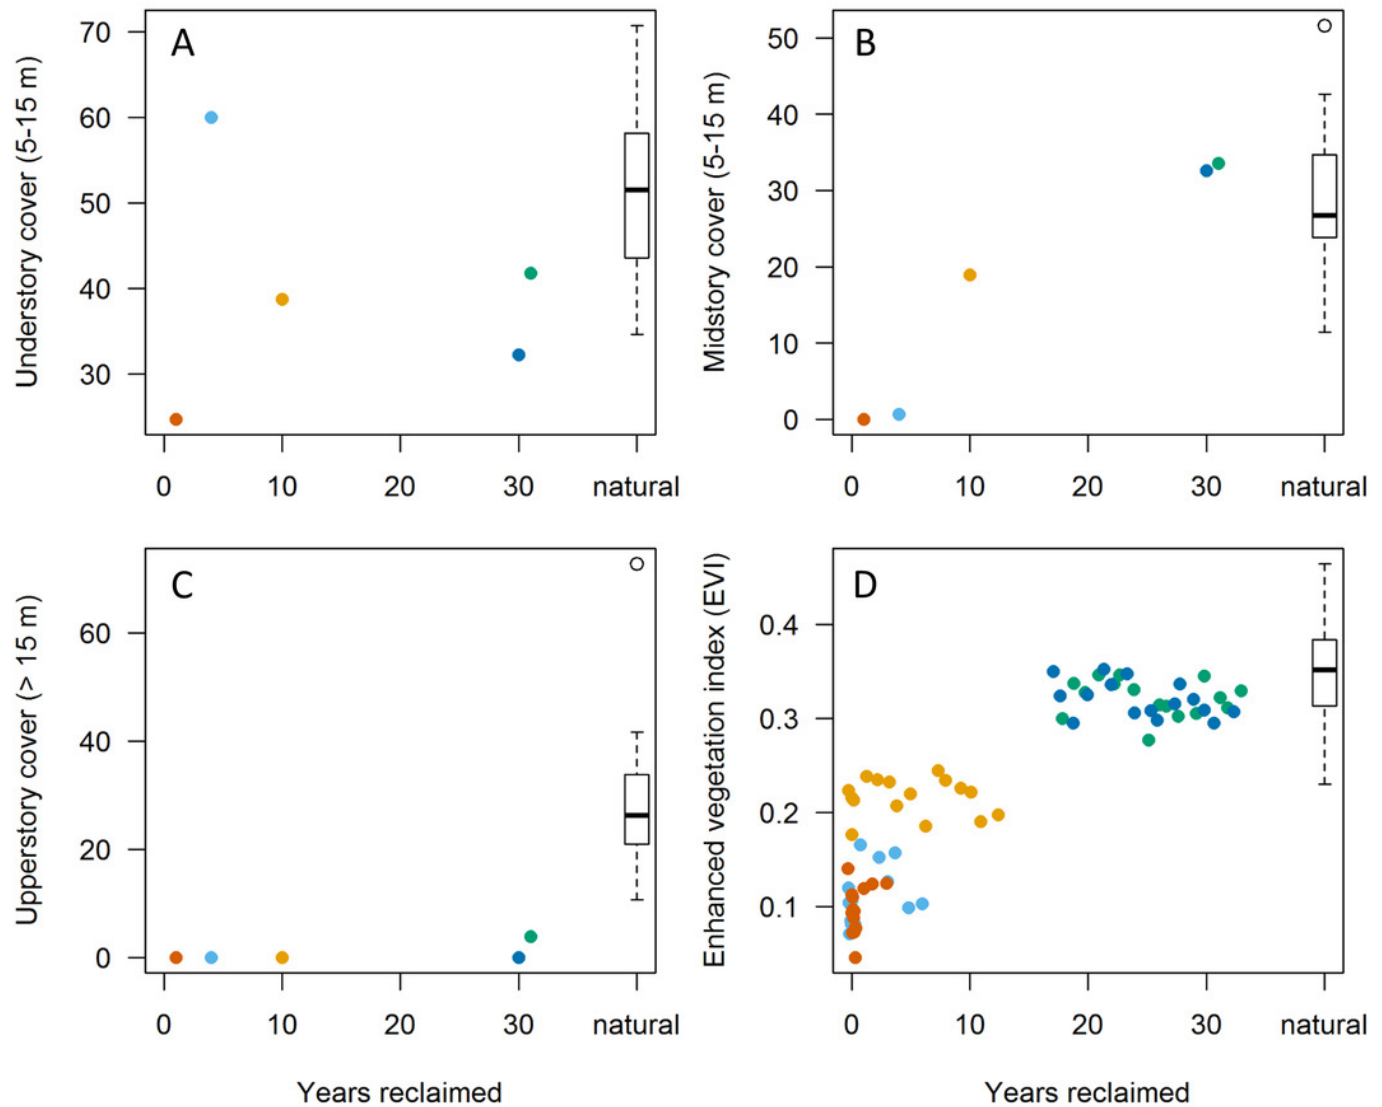 A
Understory cover (5-15 m)
70
60
50
40
30
0 10 20 30 natural
B
Midstory cover (5-15 m)
50
40
30
20
10
0
0 10 20 30 natural
C
Upperstory cover (> 15 m)
60
40
20
0
0 10 20 30 natural
Years reclaimed
D
Enhanced vegetation index (EVI)
0.4
0.3
0.2
0.1
0 10 20 30 natural
Years reclaimed